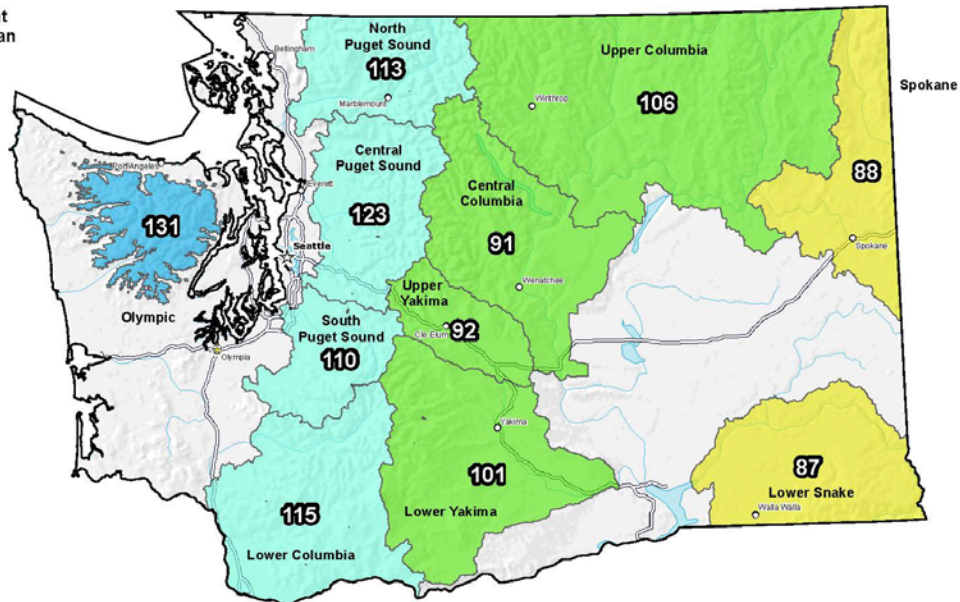 nt
an
North
Puget Sound
113
Bellingham
Marblemount
Upper Columbia
106
Winthrop
Spokane
88
Spokane
Port Angeles
131
Olympic
Everett
Central
Puget Sound
123
Seattle
Central
Columbia
91
Wenatchee
Upper
Yakima
92
Cle Elum
South
Puget Sound
110
Olympia
Yakima
101
Lower Yakima
115
Lower Columbia
87
Lower Snake
Walla Walla